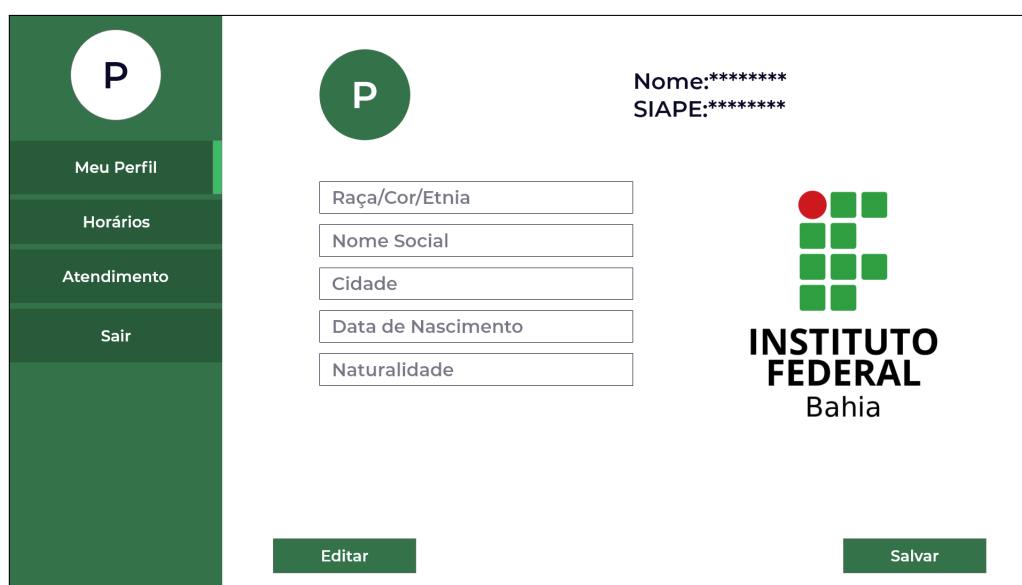 P
Meu Perfil
Horários
Atendimento
Sair
P
Nome:********
SIAPE:********
Raça/Cor/Etnia
Nome Social
Cidade
Data de Nascimento
Naturalidade
INSTITUTO
FEDERAL
Bahia
Editar
Salvar